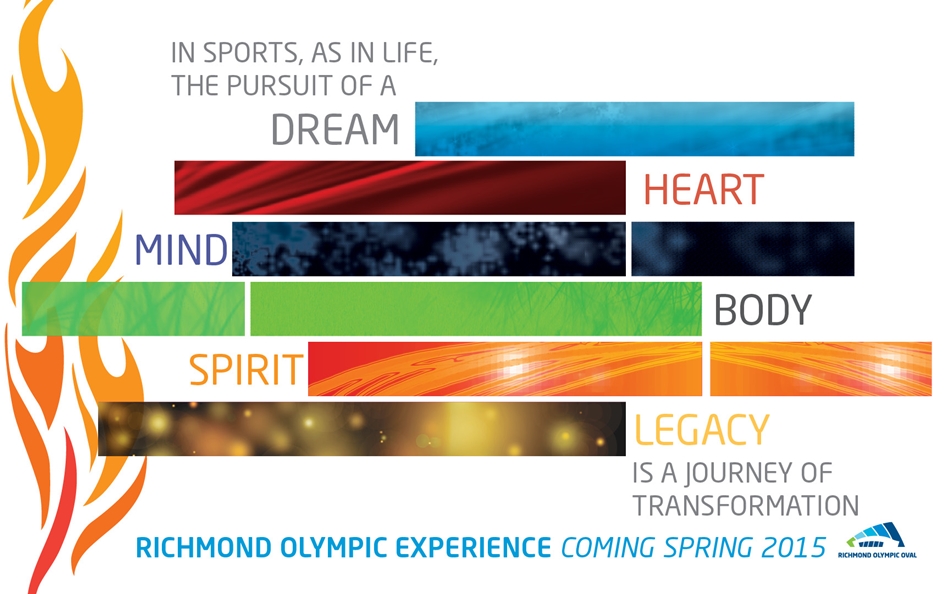 IN SPORTS, AS IN LIFE,
THE PURSUIT OF A
DREAM
HEART
MIND
BODY
SPIRIT
LEGACY
IS A JOURNEY OF
TRANSFORMATION
RICHMOND OLYMPIC EXPERIENCE COMING SPRING 2015
RICHMOND OLYMPIC OVAL